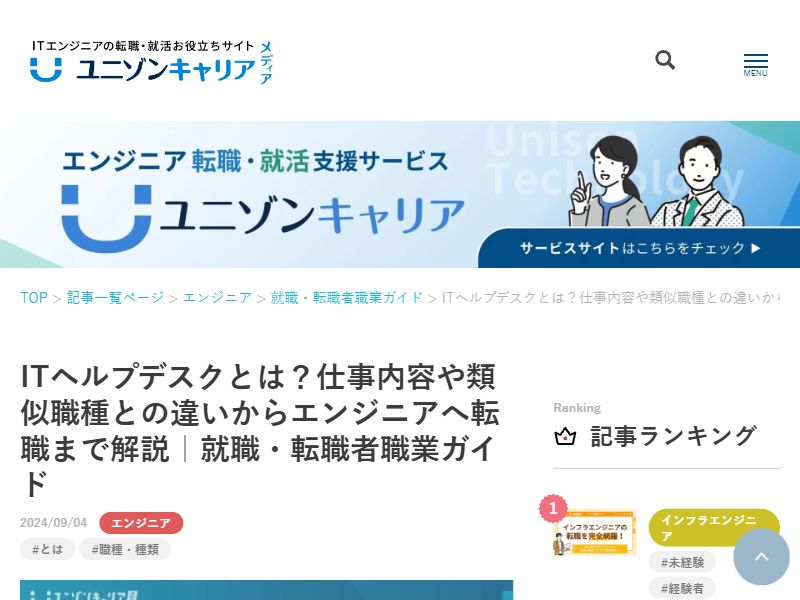 ITエンジニアの転職・就活お役立ちサイト
ユニゾンキャリア
メディア
MENU
Unison
Technology
エンジニア転職・就活支援サービス
ユニゾンキャリア
サービスサイトはこちらをチェック ▶
TOP > 記事一覧ページ > エンジニア > 就職・転職者職業ガイド > ITヘルプデスクとは？仕事内容や類似職種との違いから
ITヘルプデスクとは？仕事内容や類
似職種との違いからエンジニアへ転
職まで解説｜就職・転職者職業ガイ
ド
2024/09/04 エンジニア
#とは #職種・種類
Ranking
記事ランキング
1
インフラエンジニアの
転職を完全網羅！
インフラエンジニ
ア
#未経験
#経験者